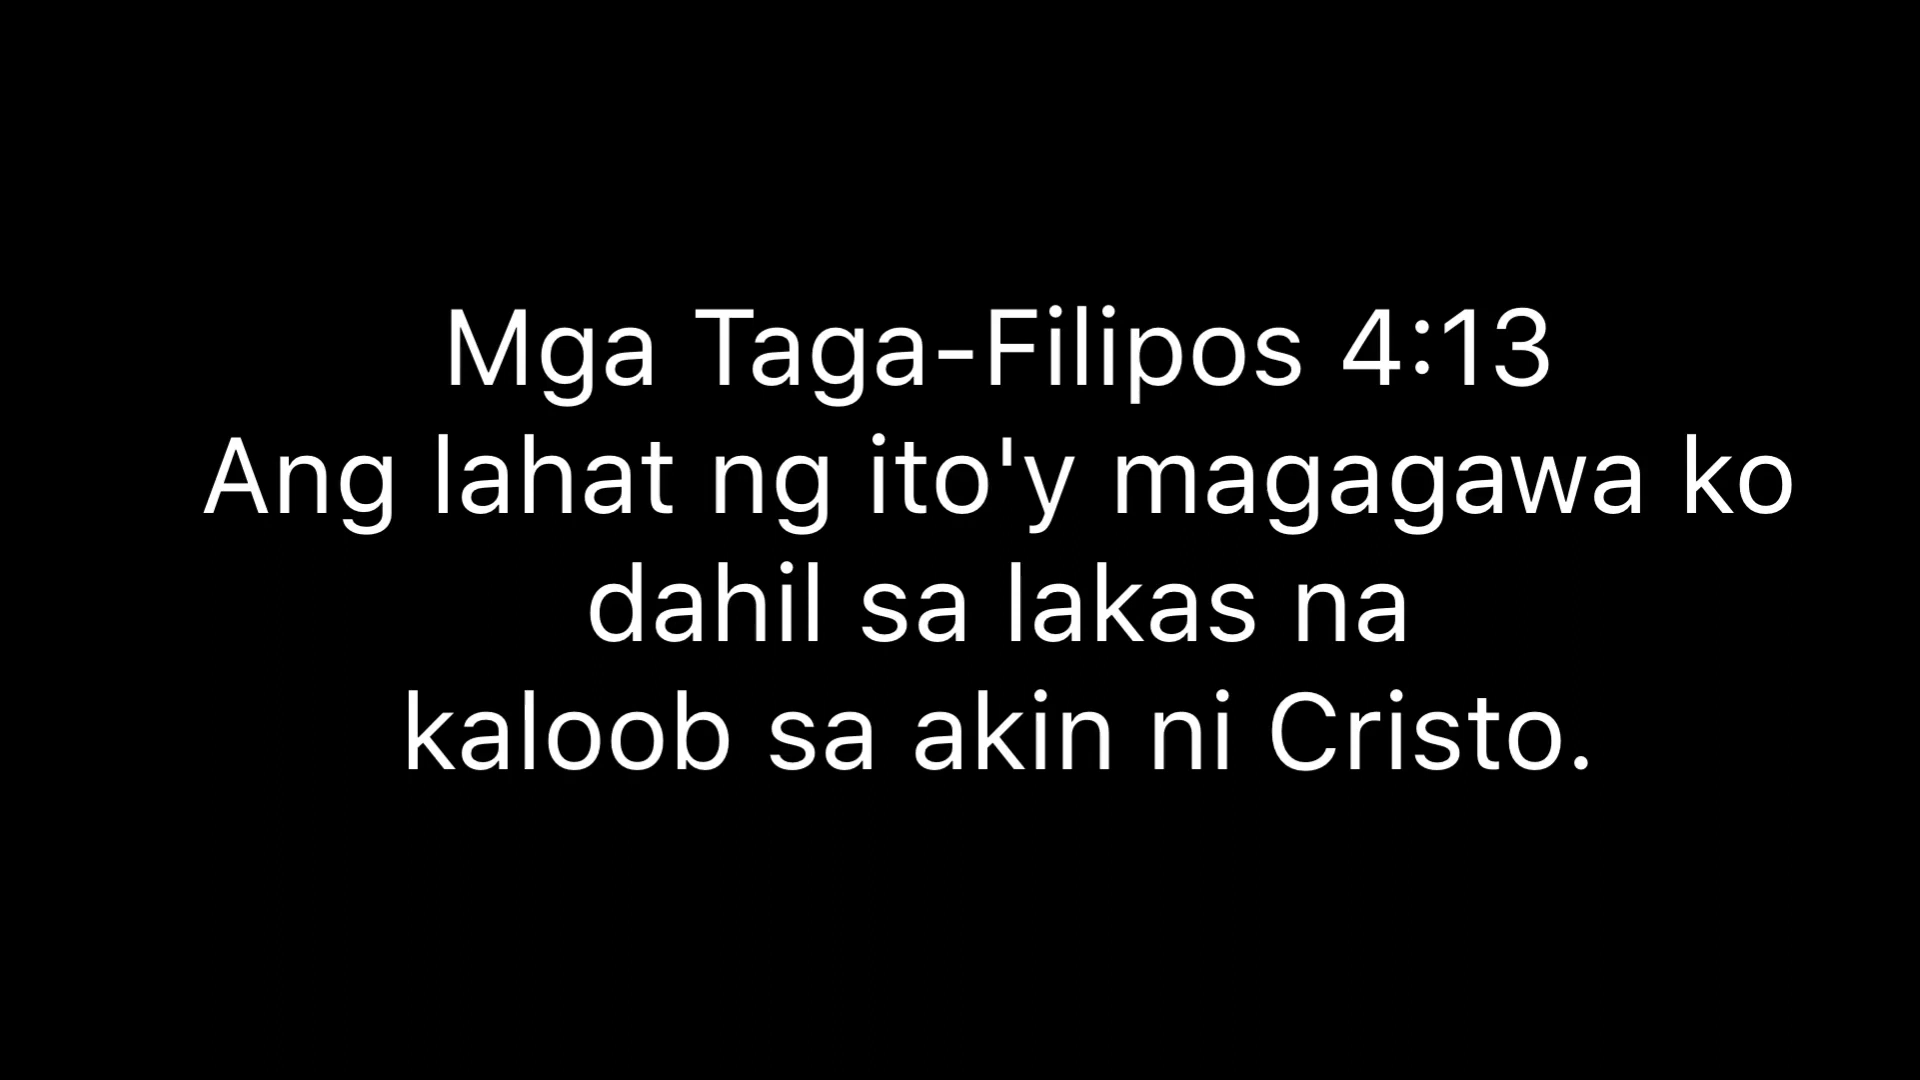 Mga Taga-Filipos 4:13
Ang lahat ng ito'y magagawa ko
dahil sa lakas na
kaloob sa akin ni Cristo.